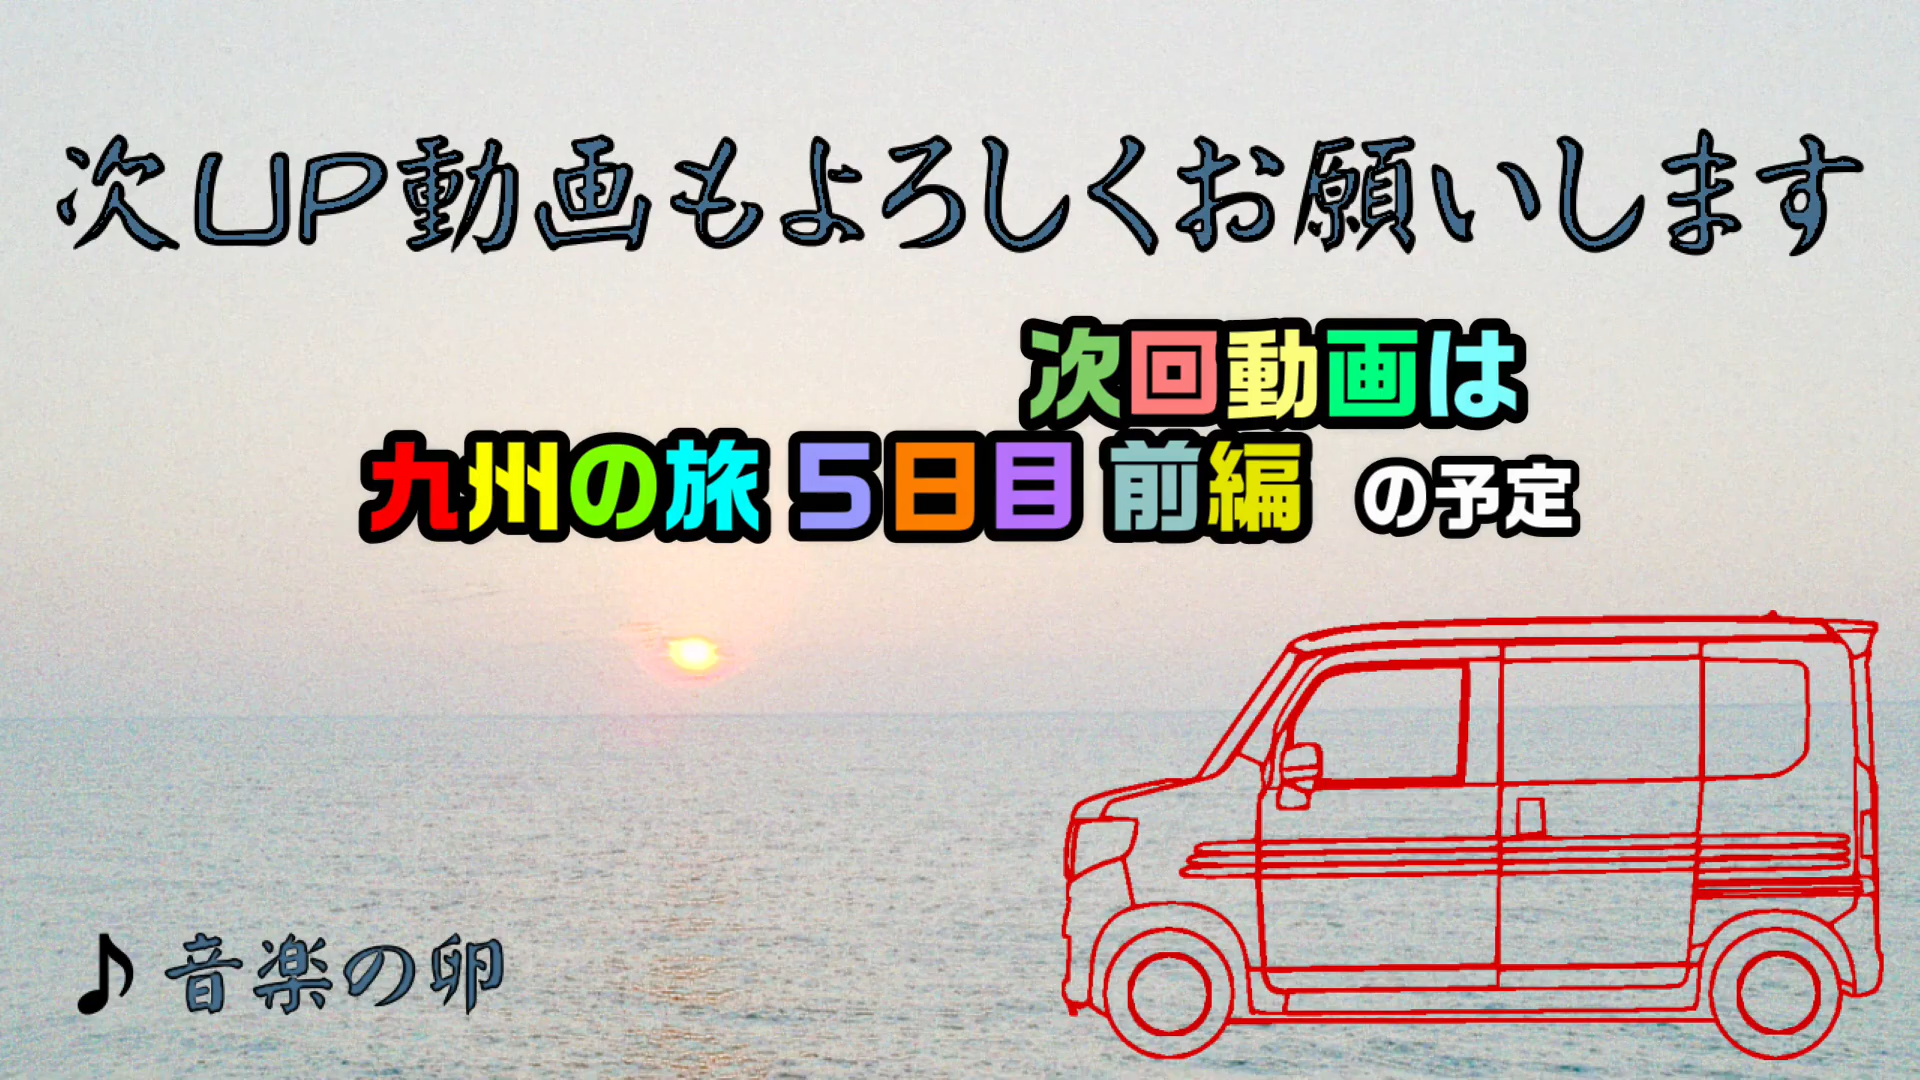 次UP動画もよろしくお願いします
次回動画は
九州の旅 5日目 前編 の予定
♪ 音楽の卵